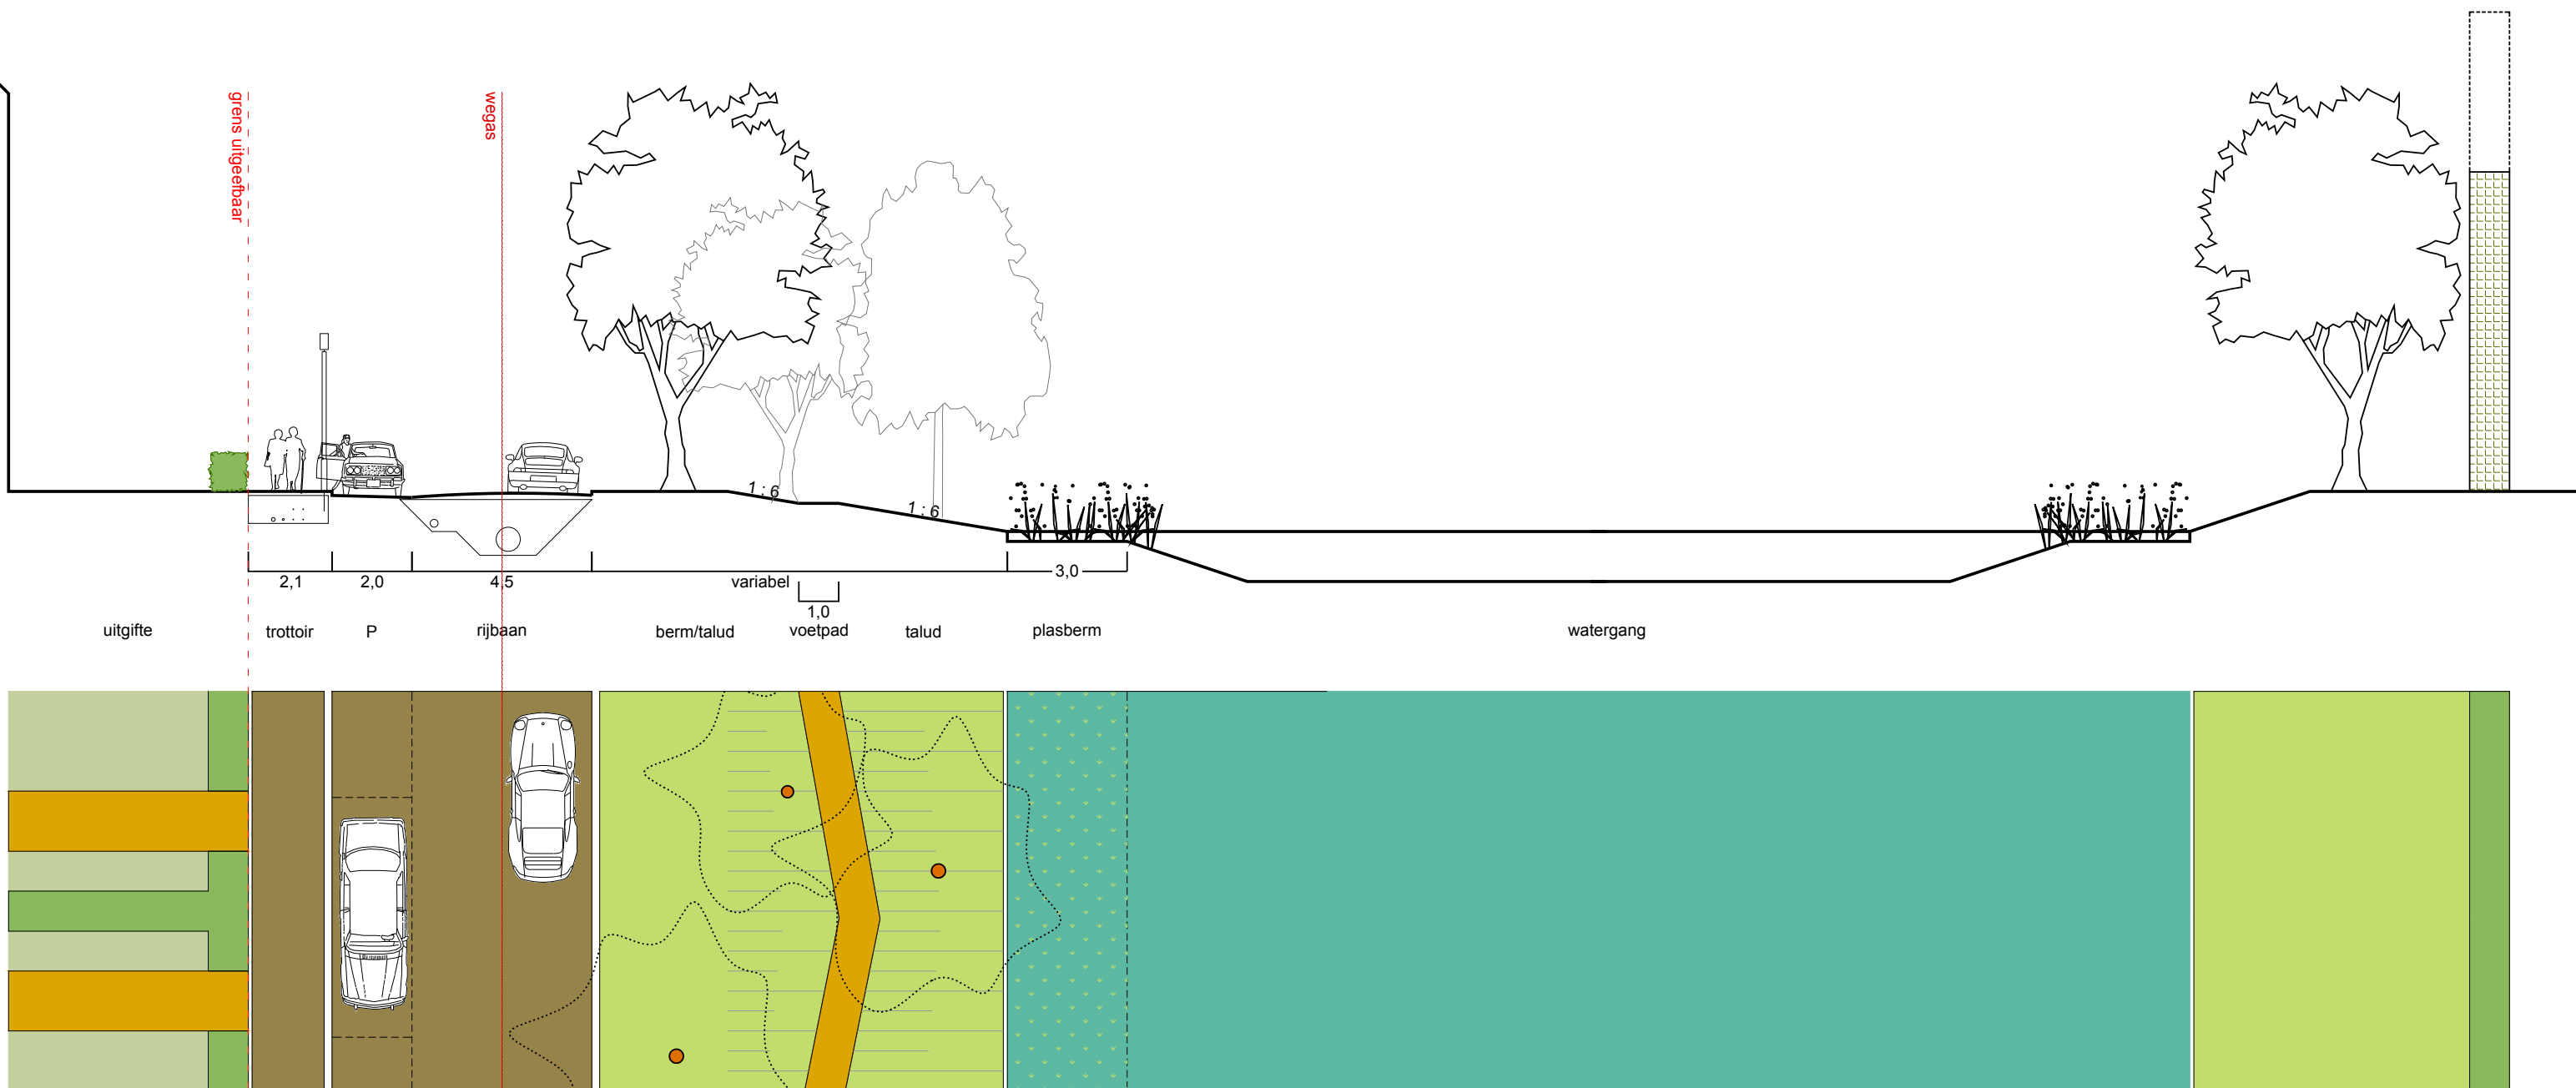 grens uitgeefbaar
wegas
1 : 6
1 : 6
2,1
2,0
4,5
variabel
3,0
1,0
uitgifte
trottoir
P
rijbaan
berm/talud
voetpad
talud
plasberm
watergang